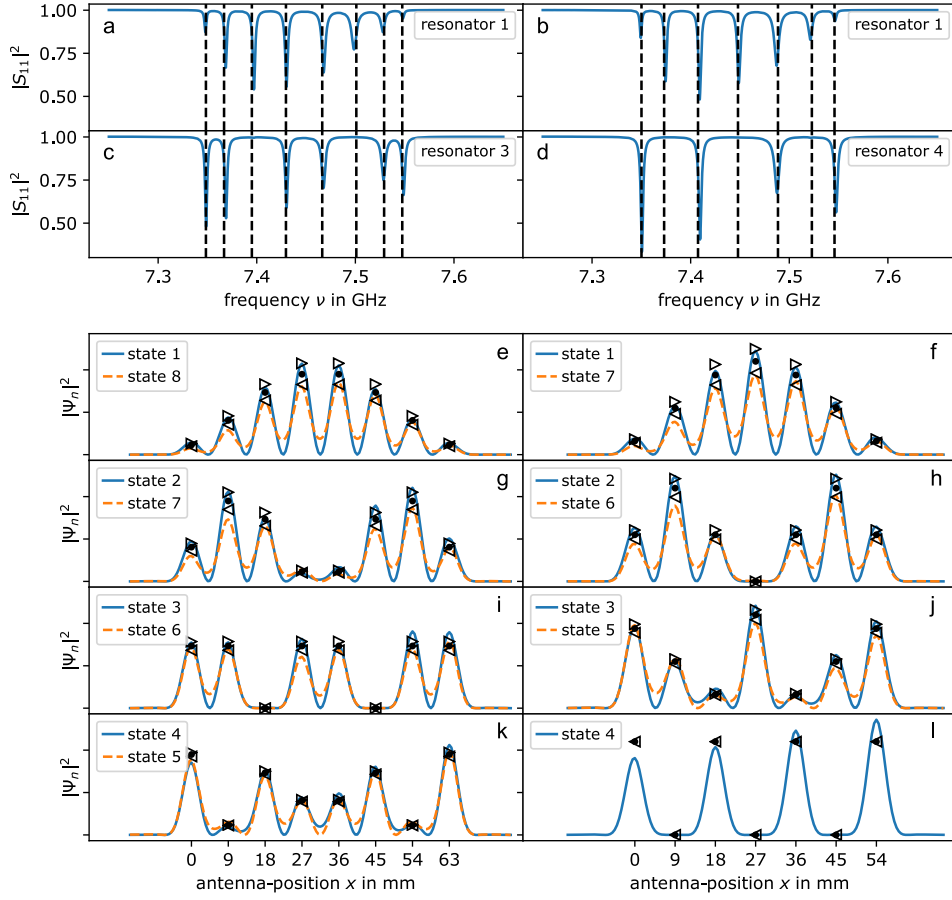 a
resonator 1
b
resonator 1
1.00
0.75
0.50
|S₁₁|²
c
resonator 3
d
resonator 4
1.00
0.75
0.50
|S₁₁|²
7.3 7.4 7.5 7.6
7.3 7.4 7.5 7.6
frequency ν in GHz
frequency ν in GHz
state 1
state 8
e
|Ψₙ|²
state 1
state 7
f
state 2
state 7
g
|Ψₙ|²
state 2
state 6
h
state 3
state 6
i
|Ψₙ|²
state 3
state 5
j
state 4
state 5
k
|Ψₙ|²
state 4
l
0 9 18 27 36 45 54 63
0 9 18 27 36 45 54
antenna-position x in mm
antenna-position x in mm